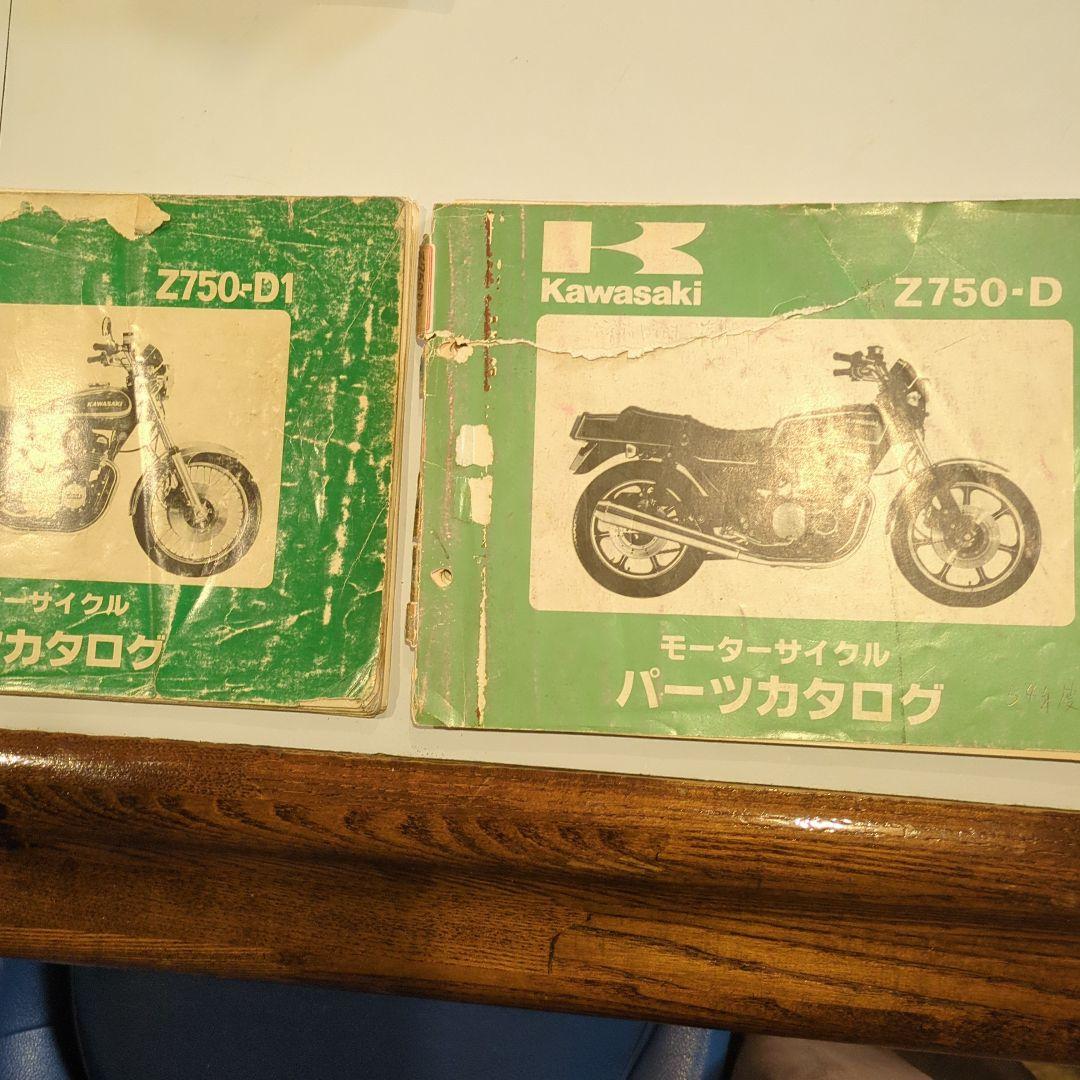 Z750-D1
KAWASAKI
ーサイクル
ツカタログ
Kawasaki
Z750-D
モーターサイクル
パーツカタログ